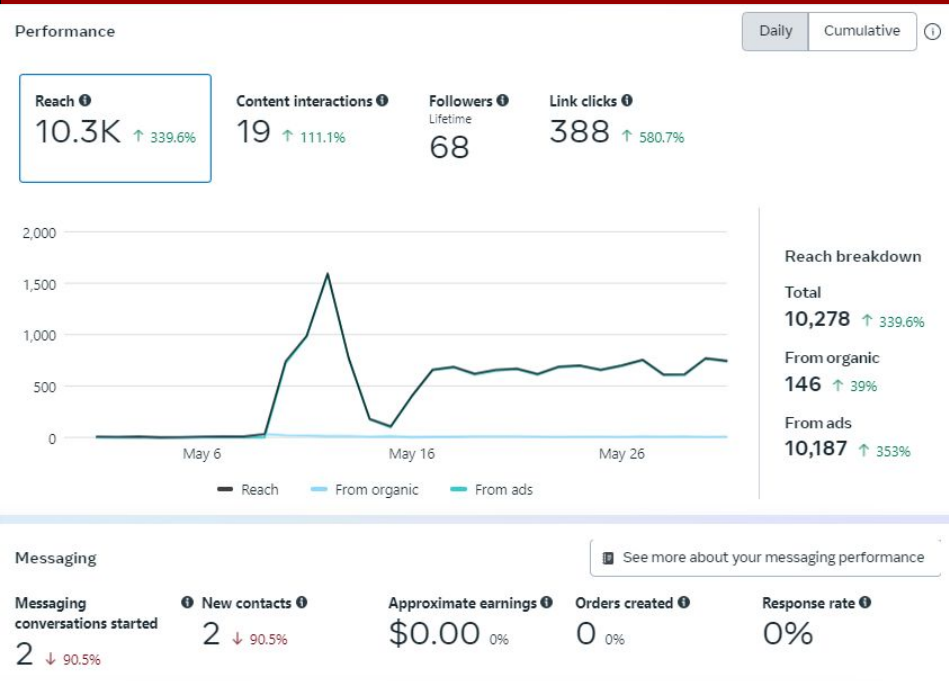 Performance
Daily Cumulative
Reach Content interactions Followers Link clicks
Lifetime
10.3K ↑ 339.6% 19 ↑ 111.1% 68 388 ↑ 580.7%
2,000
1,500
1,000
500
0
May 6 May 16 May 26
Reach From organic From ads
Reach breakdown
Total
10,278 ↑ 339.6%
From organic
146 ↑ 39%
From ads
10,187 ↑ 353%
Messaging
See more about your messaging performance
Messaging
conversations started
2 ↓ 90.5%
New contacts
2 ↓ 90.5%
Approximate earnings
$0.00 0%
Orders created
0 0%
Response rate
0%